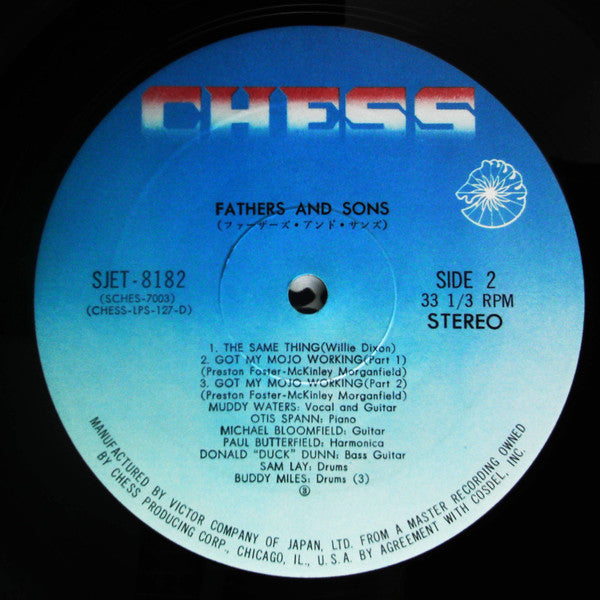 CHESS
FATHERS AND SONS
(ファーザーズ・アンド・サンズ)
SJET-8182
(SCHES-7003)
(CHESS-LPS-127-D)
SIDE 2
33 1/3 RPM
STEREO
1. THE SAME THING(Willie Dixon)
2. GOT MY MOJO WORKING(Part 1)
(Preston Foster-McKinley Morganfield)
3. GOT MY MOJO WORKING(Part 2)
(Preston Foster-McKinley Morganfield)
MUDDY WATERS: Vocal and Guitar
OTIS SPANN: Piano
MICHAEL BLOOMFIELD: Guitar
PAUL BUTTERFIELD: Harmonica
DONALD "DUCK" DUNN: Bass Guitar
SAM LAY: Drums
BUDDY MILES: Drums (3)
MANUFACTURED BY VICTOR COMPANY OF JAPAN, LTD. FROM A MASTER RECORDING OWNED
BY CHESS PRODUCING CORP., CHICAGO, IL., U.S.A. BY AGREEMENT WITH COSDEL, INC.